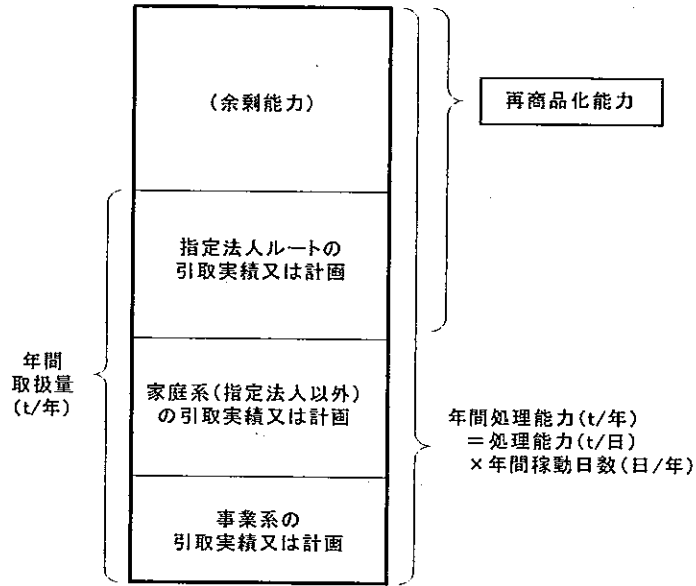 (余剰能力)
再商品化能力
指定法人ルートの
引取実績又は計画
年間
取扱量
(t/年)
家庭系(指定法人以外)
の引取実績又は計画
年間処理能力(t/年)
=処理能力(t/日)
×年間稼動日数(日/年)
事業系の
引取実績又は計画